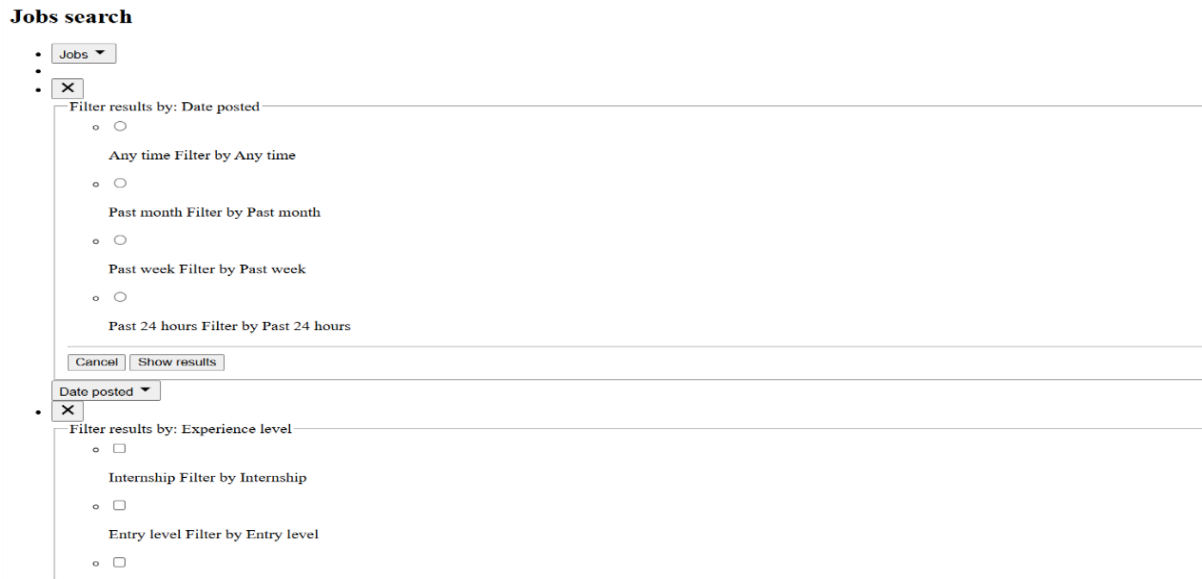 Jobs search
Jobs
Filter results by: Date posted
Any time Filter by Any time
Past month Filter by Past month
Past week Filter by Past week
Past 24 hours Filter by Past 24 hours
Cancel Show results
Date posted
Filter results by: Experience level
Internship Filter by Internship
Entry level Filter by Entry level